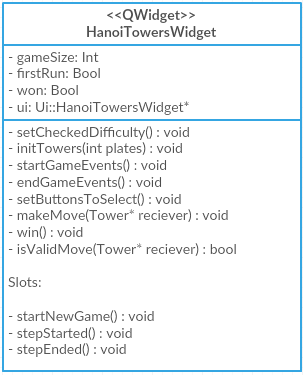 <<QWidget>>
HanoiTowersWidget
- gameSize: Int
- firstRun: Bool
- won: Bool
- ui: Ui::HanoiTowersWidget*
- setCheckedDifficulty() : void
- initTowers(int plates) : void
- startGameEvents() : void
- endGameEvents() : void
- setButtonsToSelect() : void
- makeMove(Tower* reciever) : void
- win() : void
- isValidMove(Tower* reciever) : bool
Slots:
- startNewGame() : void
- stepStarted() : void
- stepEnded() : void